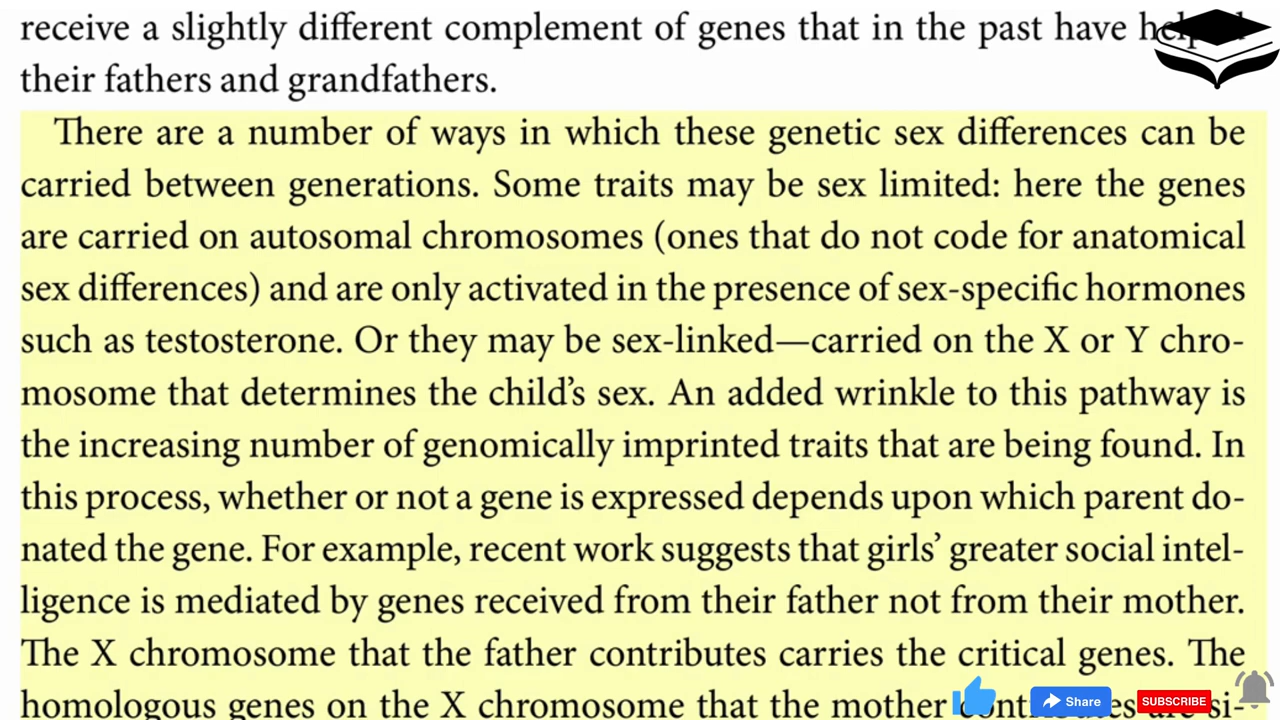 receive a slightly different complement of genes that in the past have
their fathers and grandfathers.
There are a number of ways in which these genetic sex differences can be
carried between generations. Some traits may be sex limited: here the genes
are carried on autosomal chromosomes (ones that do not code for anatomical
sex differences) and are only activated in the presence of sex-specific hormones
such as testosterone. Or they may be sex-linked—carried on the X or Y chro-
mosome that determines the child’s sex. An added wrinkle to this pathway is
the increasing number of genomically imprinted traits that are being found. In
this process, whether or not a gene is expressed depends upon which parent do-
nated the gene. For example, recent work suggests that girls’ greater social intel-
ligence is mediated by genes received from their father not from their mother.
The X chromosome that the father contributes carries the critical genes. The
homologous genes on the X chromosome that the mother
Share
SUBSCRIBE